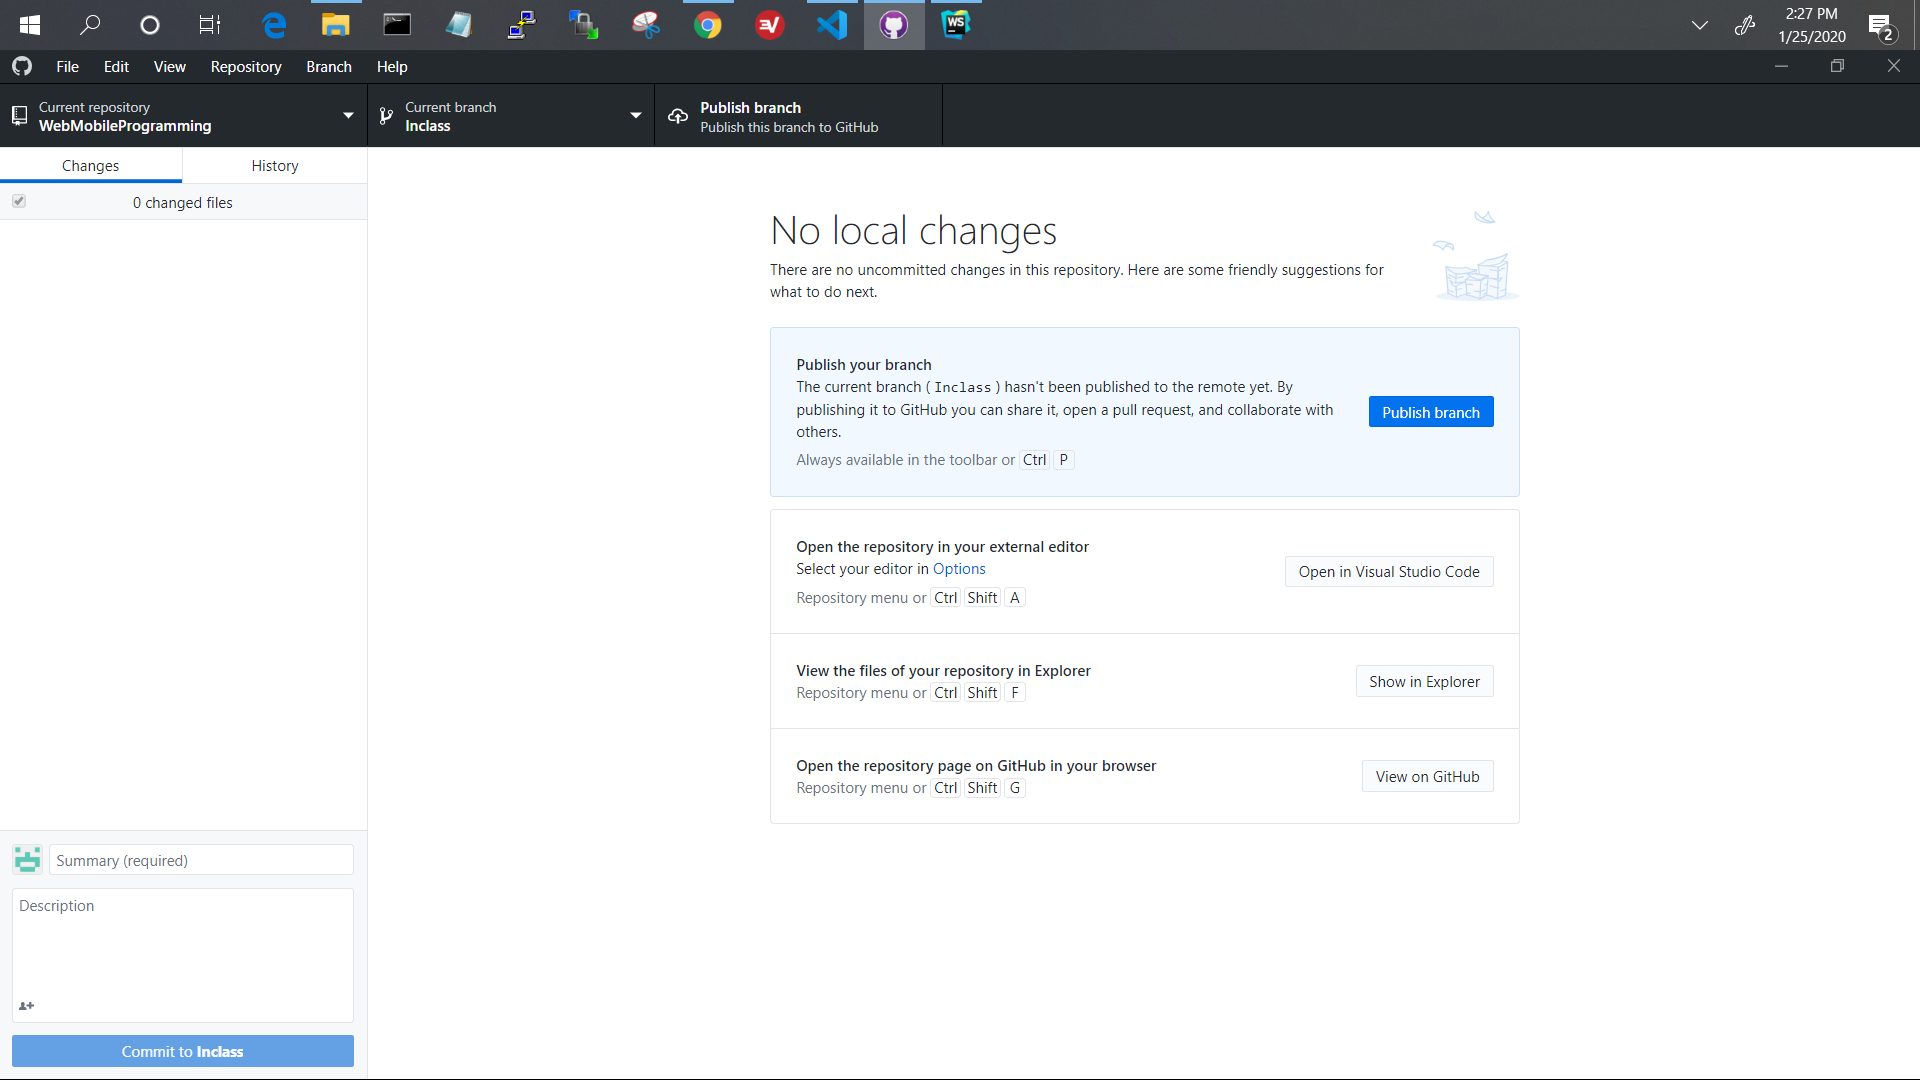 WS
2:27 PM
1/25/2020
2
File Edit View Repository Branch Help
Current repository
WebMobileProgramming
Current branch
Inclass
Publish branch
Publish this branch to GitHub
Changes
History
0 changed files
No local changes
There are no uncommitted changes in this repository. Here are some friendly suggestions for
what to do next.
Publish your branch
The current branch ( Inclass ) hasn't been published to the remote yet. By
publishing it to GitHub you can share it, open a pull request, and collaborate with
others.
Always available in the toolbar or Ctrl P
Publish branch
Open the repository in your external editor
Select your editor in Options
Repository menu or Ctrl Shift A
Open in Visual Studio Code
View the files of your repository in Explorer
Repository menu or Ctrl Shift F
Show in Explorer
Open the repository page on GitHub in your browser
Repository menu or Ctrl Shift G
View on GitHub
Summary (required)
Description
Commit to Inclass